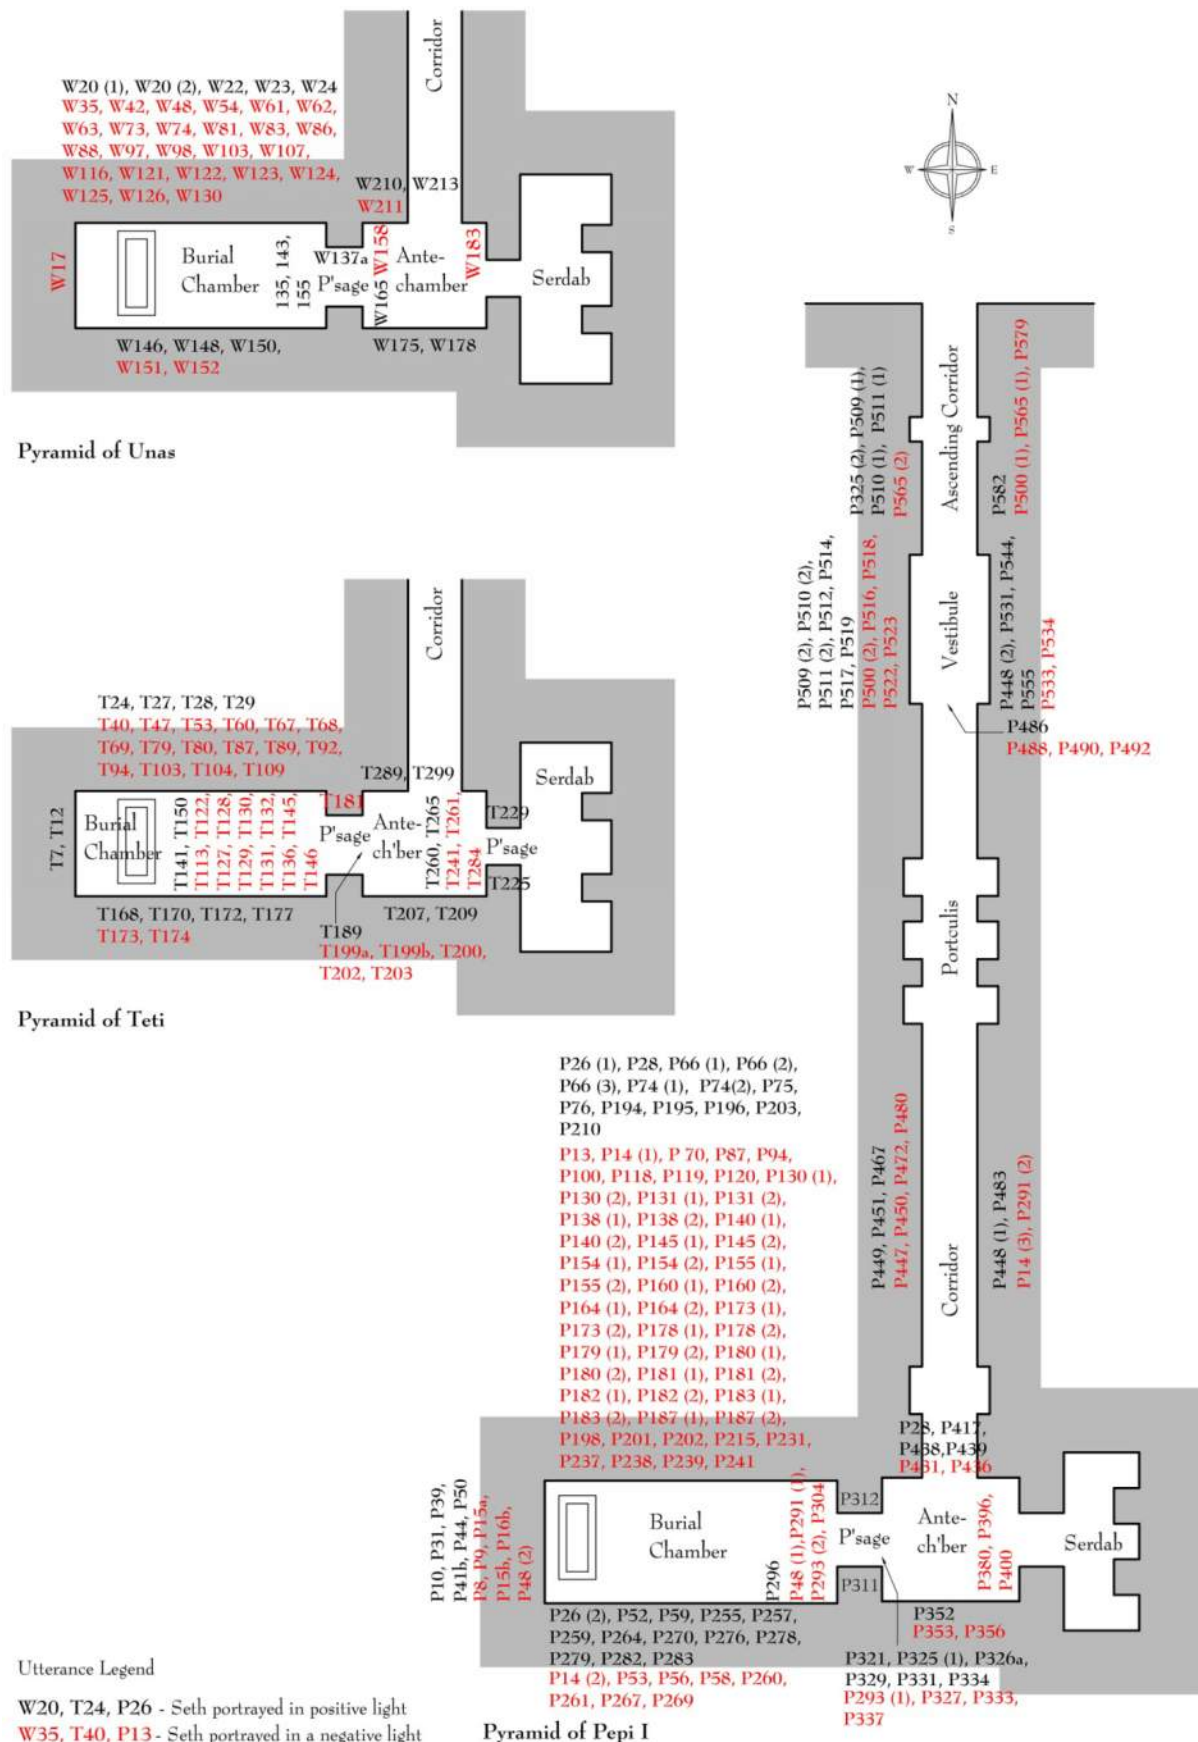 Corridor
W20 (1), W20 (2), W22, W23, W24
W35, W42, W48, W54, W61, W62,
W63, W73, W74, W81, W83, W86,
W88, W97, W98, W103, W107,
W116, W121, W122, W123, W124,
W125, W126, W130
W210, W213
W211
W17
Burial
Chamber
135, 143,
155
W137a
P'sage
W158
W165
Ante-
chamber
W183
Serdab
W146, W148, W150,
W151, W152
W175, W178
Pyramid of Unas
N
W
E
S
Corridor
T24, T27, T28, T29
T40, T47, T53, T60, T67, T68,
T69, T79, T80, T87, T89, T92,
T94, T103, T104, T109
T289, T299
T7, T12
Burial
Chamber
T141, T150
T113, T122,
T127, T128,
T129, T130,
T131, T132,
T136, T145,
T146
T181
P'sage
Ante-
ch'ber
T260, T265
T241, T261,
T284
T229
P'sage
T225
Serdab
T168, T170, T172, T177
T173, T174
T189
T199a, T199b, T200,
T202, T203
T207, T209
Pyramid of Teti
P325 (2), P509 (1),
P510 (1), P511 (1)
P565 (2)
Ascending Corridor
P582
P500 (1), P565 (1), P579
P509 (2), P510 (2),
P511 (2), P512, P514,
P517, P519
P500 (2), P516, P518,
P522, P523
Vestibule
P448 (2), P531, P544,
P555
P533, P534
P486
P488, P490, P492
Portculis
P449, P451, P467
P447, P450, P472, P480
Corridor
P448 (1), P483
P14 (3), P291 (2)
P26 (1), P28, P66 (1), P66 (2),
P66 (3), P74 (1), P74(2), P75,
P76, P194, P195, P196, P203,
P210
P13, P14 (1), P 70, P87, P94,
P100, P118, P119, P120, P130 (1),
P130 (2), P131 (1), P131 (2),
P138 (1), P138 (2), P140 (1),
P140 (2), P145 (1), P145 (2),
P154 (1), P154 (2), P155 (1),
P155 (2), P160 (1), P160 (2),
P164 (1), P164 (2), P173 (1),
P173 (2), P178 (1), P178 (2),
P179 (1), P179 (2), P180 (1),
P180 (2), P181 (1), P181 (2),
P182 (1), P182 (2), P183 (1),
P183 (2), P187 (1), P187 (2),
P198, P201, P202, P215, P231,
P237, P238, P239, P241
P28, P417,
P438,P439
P431, P436
P10, P31, P39,
P41b, P44, P50
P8, P9, P15a,
P15b, P16b,
P48 (2)
Burial
Chamber
P296
P48 (1),P291 (1),
P293 (2), P304
P312
P'sage
P311
Ante-
ch'ber
P380, P396,
P400
Serdab
P26 (2), P52, P59, P255, P257,
P259, P264, P270, P276, P278,
P279, P282, P283
P14 (2), P53, P56, P58, P260,
P261, P267, P269
P352
P353, P356
P321, P325 (1), P326a,
P329, P331, P334
P293 (1), P327, P333,
P337
Utterance Legend
W20, T24, P26 - Seth portrayed in positive light
W35, T40, P13 - Seth portrayed in a negative light
Pyramid of Pepi I